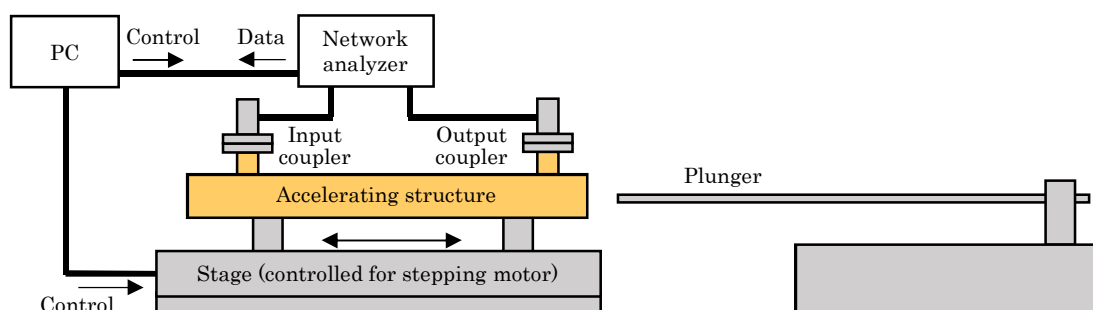 PC
Control
Data
Network
analyzer
Input
coupler
Output
coupler
Plunger
Accelerating structure
Stage (controlled for stepping motor)
Control